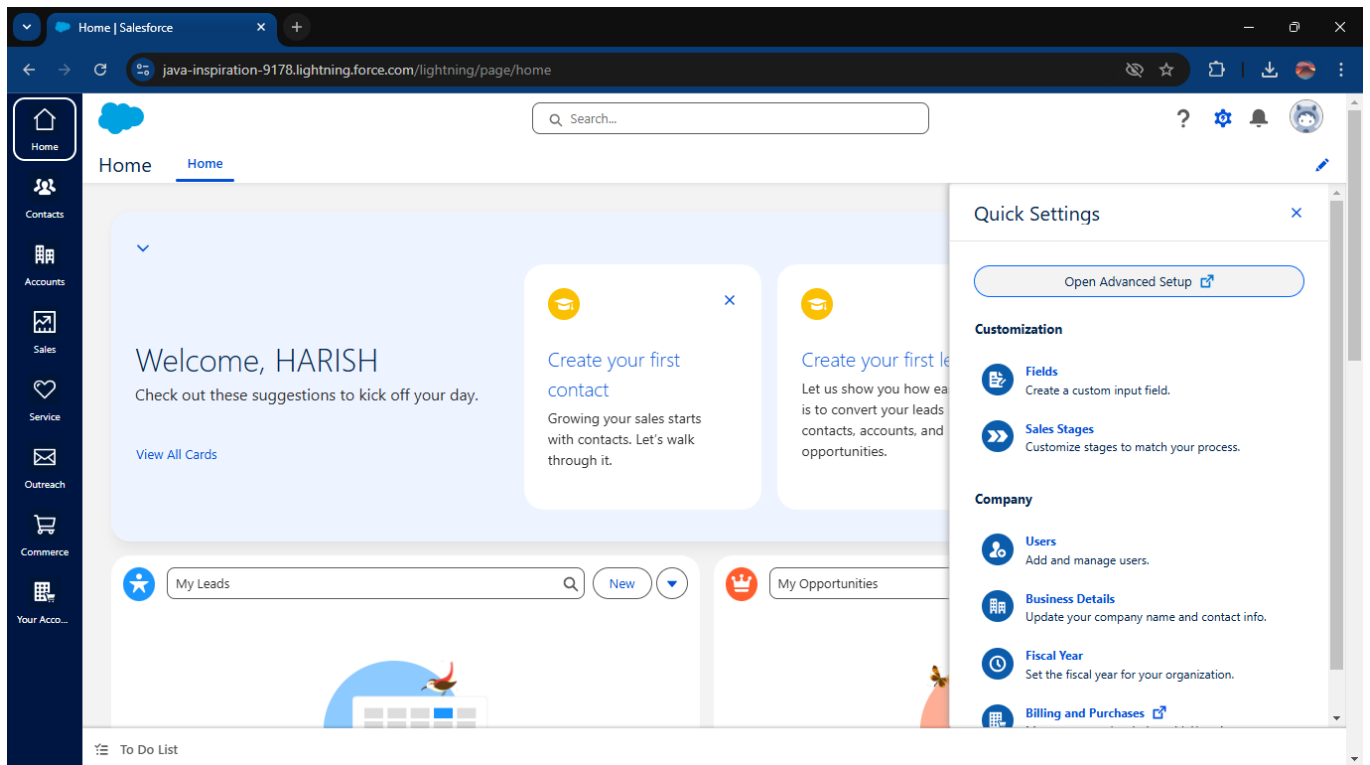 Home | Salesforce
java-inspiration-9178.lightning.force.com/lightning/page/home
Home
Contacts
Accounts
Sales
Service
Outreach
Commerce
Your Acco...
Search...
Home
Home
Welcome, HARISH
Check out these suggestions to kick off your day.
View All Cards
Create your first
contact
Growing your sales starts
with contacts. Let's walk
through it.
Create your first le
Let us show you how ea
is to convert your leads
contacts, accounts, and
opportunities.
My Leads
New
My Opportunities
Quick Settings
Open Advanced Setup
Customization
Fields
Create a custom input field.
Sales Stages
Customize stages to match your process.
Company
Users
Add and manage users.
Business Details
Update your company name and contact info.
Fiscal Year
Set the fiscal year for your organization.
Billing and Purchases
To Do List